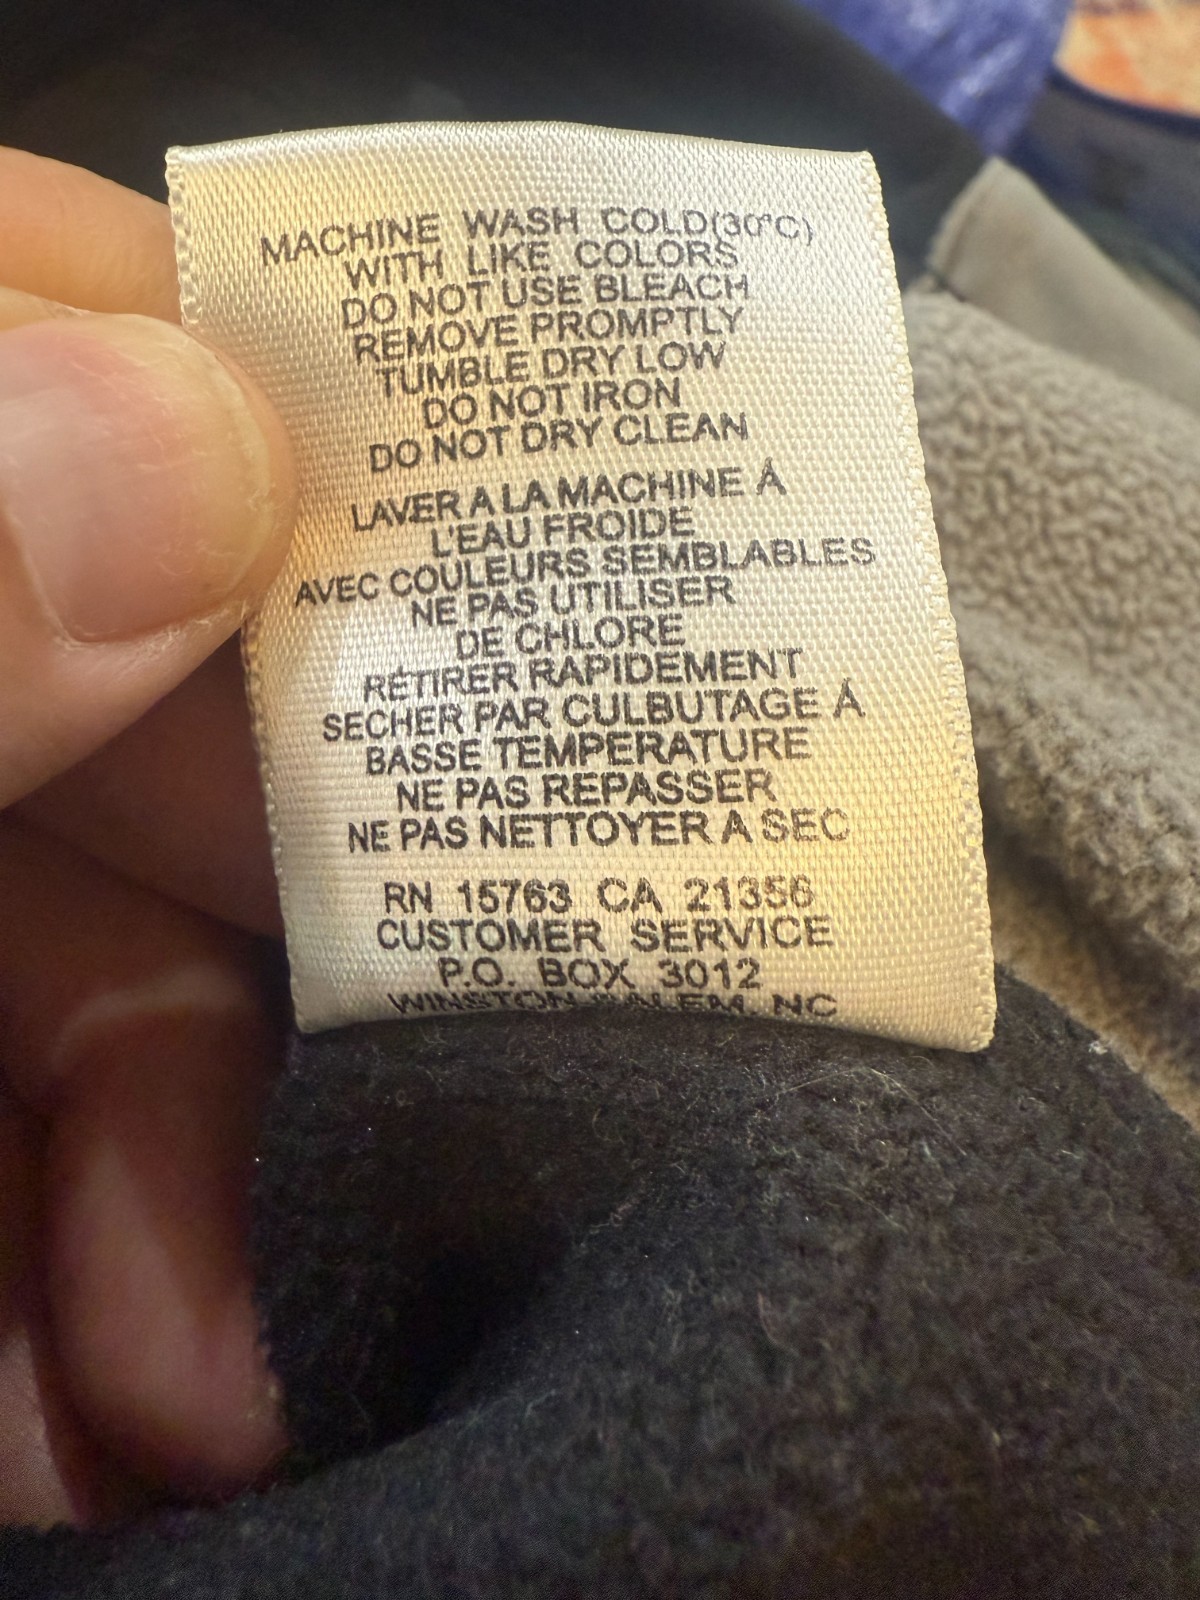 MACHINE WASH COLD(30°C)
WITH LIKE COLORS
DO NOT USE BLEACH
REMOVE PROMPTLY
TUMBLE DRY LOW
DO NOT IRON
DO NOT DRY CLEAN
LAVER A LA MACHINE Á
L'EAU FROIDE
AVEC COULEURS SEMBLABLES
NE PAS UTILISER
DE CHLORE
RÉTIRER RAPIDEMENT
SECHER PAR CULBUTAGE Á
BASSE TEMPERATURE
NE PAS REPASSER
NE PAS NETTOYER A SEC
RN 15763 CA 21356
CUSTOMER SERVICE
P.O. BOX 3012
WINSTON-SALEM, NC